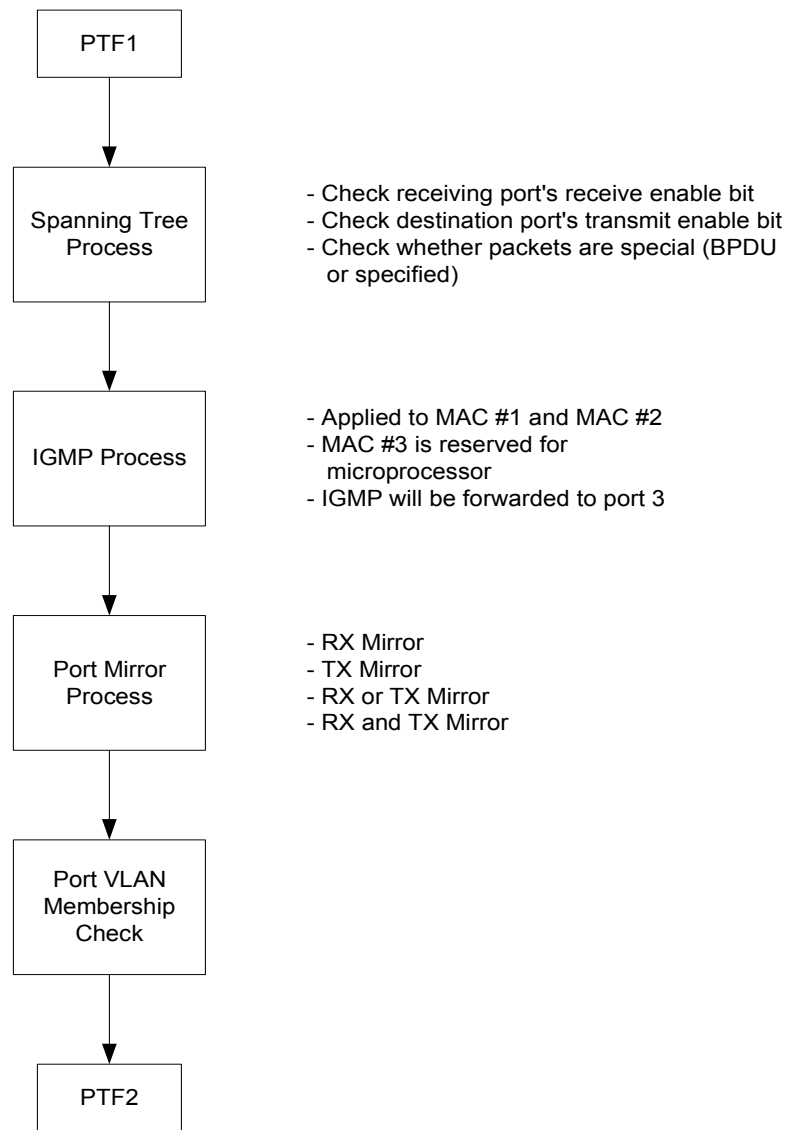 PTF1
Spanning Tree
Process
- Check receiving port's receive enable bit
- Check destination port's transmit enable bit
- Check whether packets are special (BPDU
or specified)
IGMP Process
- Applied to MAC #1 and MAC #2
- MAC #3 is reserved for
microprocessor
- IGMP will be forwarded to port 3
Port Mirror
Process
- RX Mirror
- TX Mirror
- RX or TX Mirror
- RX and TX Mirror
Port VLAN
Membership
Check
PTF2